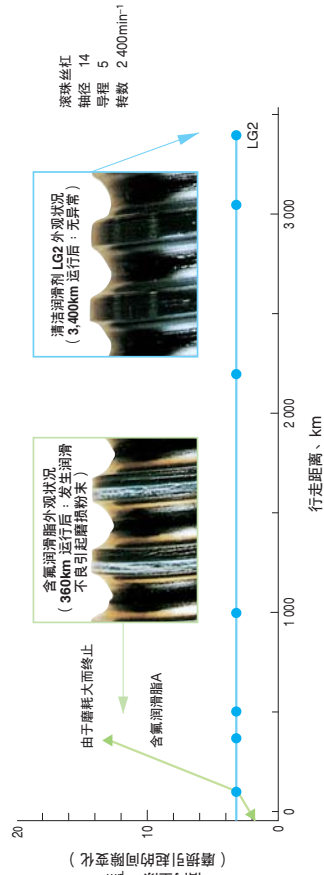 滚珠丝杠
轴径 14
导程 5
转数 2 400min⁻¹
清洁润滑剂 LG2 外观状况
（3,400km 运行后：无异常）
含氟润滑脂外观状况
（360km 运行后：发生润滑
不良引起磨损粉末）
由于磨耗大而终止
含氟润滑脂A
LG2
20
10
0
（磨损引起的间隙变化）
0
1 000
2 000
3 000
行走距离、km